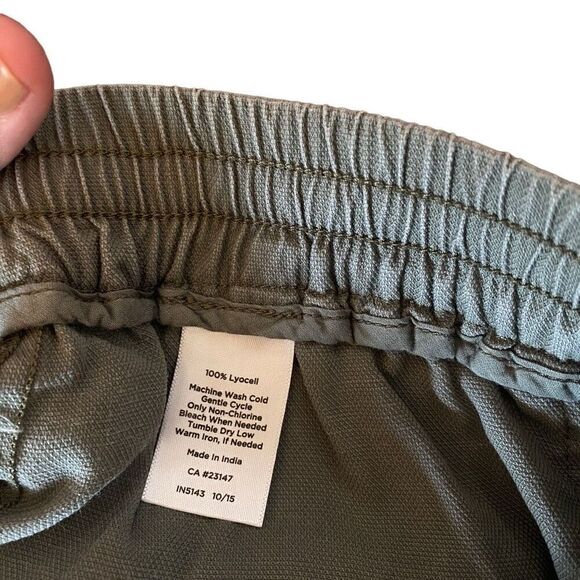 100% Lyocell
Machine Wash Cold
Gentle Cycle
Only Non-Chlorine
Bleach When Needed
Tumble Dry Low
Warm Iron, If Needed
Made in India
CA #23147
IN5143 10/15